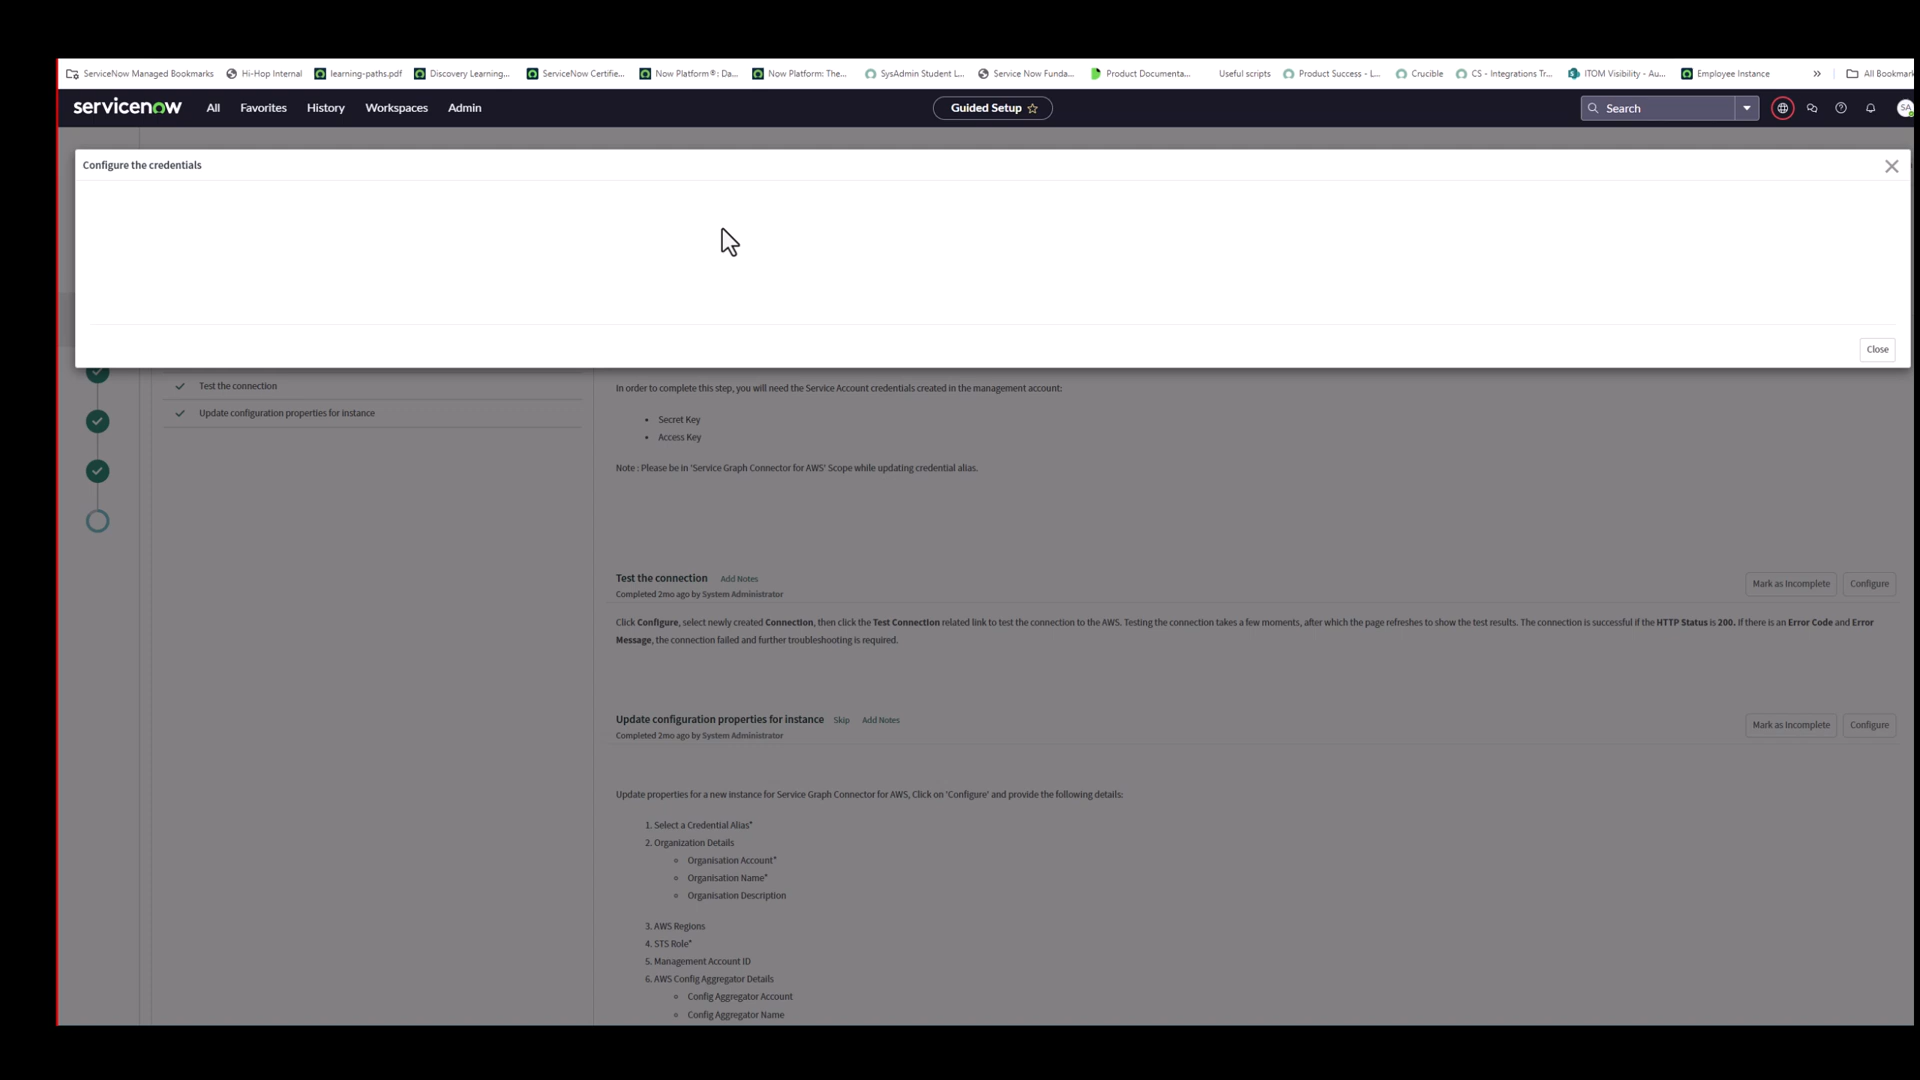 ServiceNow Managed Bookmarks Hi-Hop Internal learning-paths.pdf Discovery Learning... ServiceNow Certifie... Now Platform®: Da... Now Platform: The... SysAdmin Student L... Service Now Funda... Product Documenta... Useful scripts Product Success - L... Crucible CS - Integrations Tr... ITOM Visibility - Au... Employee Instance » All Bookmark
servicenow All Favorites History Workspaces Admin Guided Setup Search SA
Configure the credentials
Close
Test the connection
Update configuration properties for instance
In order to complete this step, you will need the Service Account credentials created in the management account:
• Secret Key
• Access Key
Note : Please be in 'Service Graph Connector for AWS' Scope while updating credential alias.
Test the connection Add Notes
Completed 2mo ago by System Administrator
Mark as Incomplete Configure
Click Configure, select newly created Connection, then click the Test Connection related link to test the connection to the AWS. Testing the connection takes a few moments, after which the page refreshes to show the test results. The connection is successful if the HTTP Status is 200. If there is an Error Code and Error
Message, the connection failed and further troubleshooting is required.
Update configuration properties for instance Skip Add Notes
Completed 2mo ago by System Administrator
Mark as Incomplete Configure
Update properties for a new instance for Service Graph Connector for AWS, Click on 'Configure' and provide the following details:
1. Select a Credential Alias*
2. Organization Details
Organisation Account*
Organisation Name*
Organisation Description
3. AWS Regions
4. STS Role*
5. Management Account ID
6. AWS Config Aggregator Details
Config Aggregator Account
Config Aggregator Name